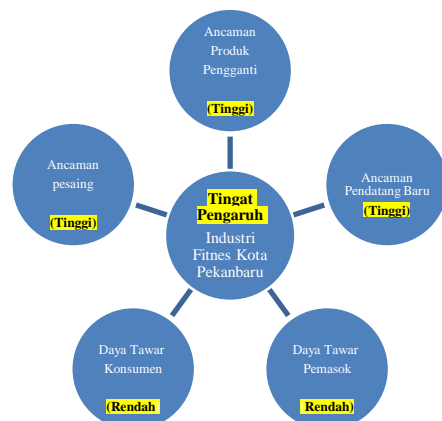 Ancaman
Produk
Pengganti
(Tinggi)
Ancaman
pesaing
(Tinggi)
Tingat
Pengaruh
Industri
Fitnes Kota
Pekanbaru
Ancaman
Pendatang Baru
(Tinggi)
Daya Tawar
Konsumen
(Rendah
Daya Tawar
Pemasok
Rendah)